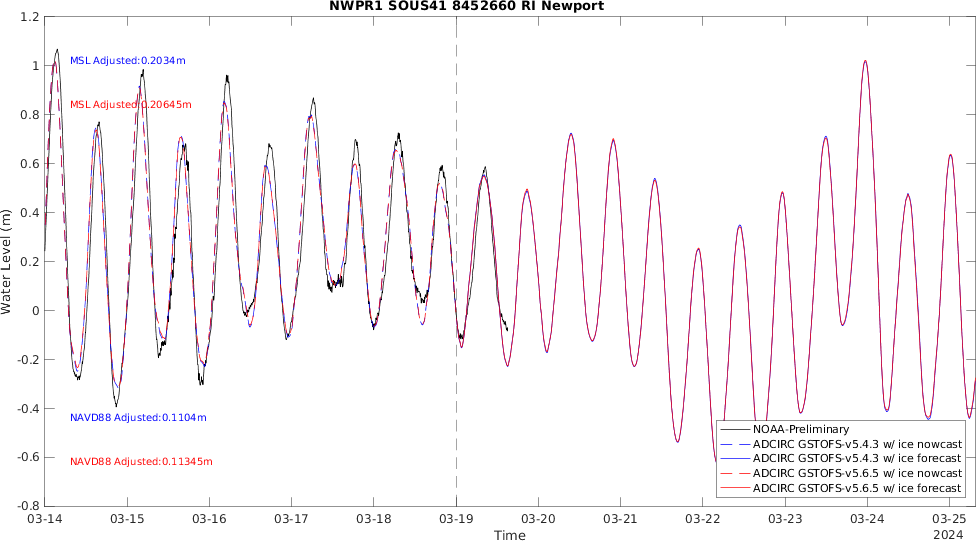 NWPR1 SOUS41 8452660 RI Newport
1.2
1
0.8
0.6
0.4
0.2
0
-0.2
-0.4
-0.6
-0.8
Water Level (m)
MSL Adjusted:0.2034m
MSL Adjusted:0.20645m
NAVD88 Adjusted:0.1104m
NAVD88 Adjusted:0.11345m
NOAA-Preliminary
ADCIRC GSTOFS-v5.4.3 w/ ice nowcast
ADCIRC GSTOFS-v5.4.3 w/ ice forecast
ADCIRC GSTOFS-v5.6.5 w/ ice nowcast
ADCIRC GSTOFS-v5.6.5 w/ ice forecast
03-14 03-15 03-16 03-17 03-18 03-19 03-20 03-21 03-22 03-23 03-24 03-25
2024
Time